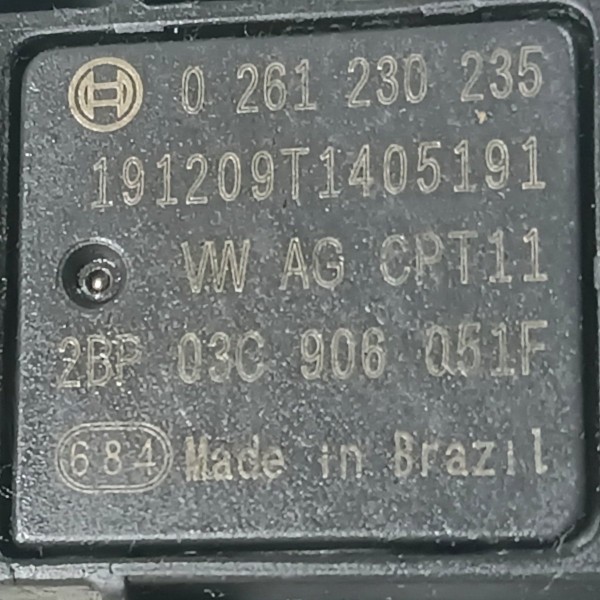 0 261 230 235
191209T1405191
VW AG CPT11
2BP 03C 906 051F
684 Made in Brazil